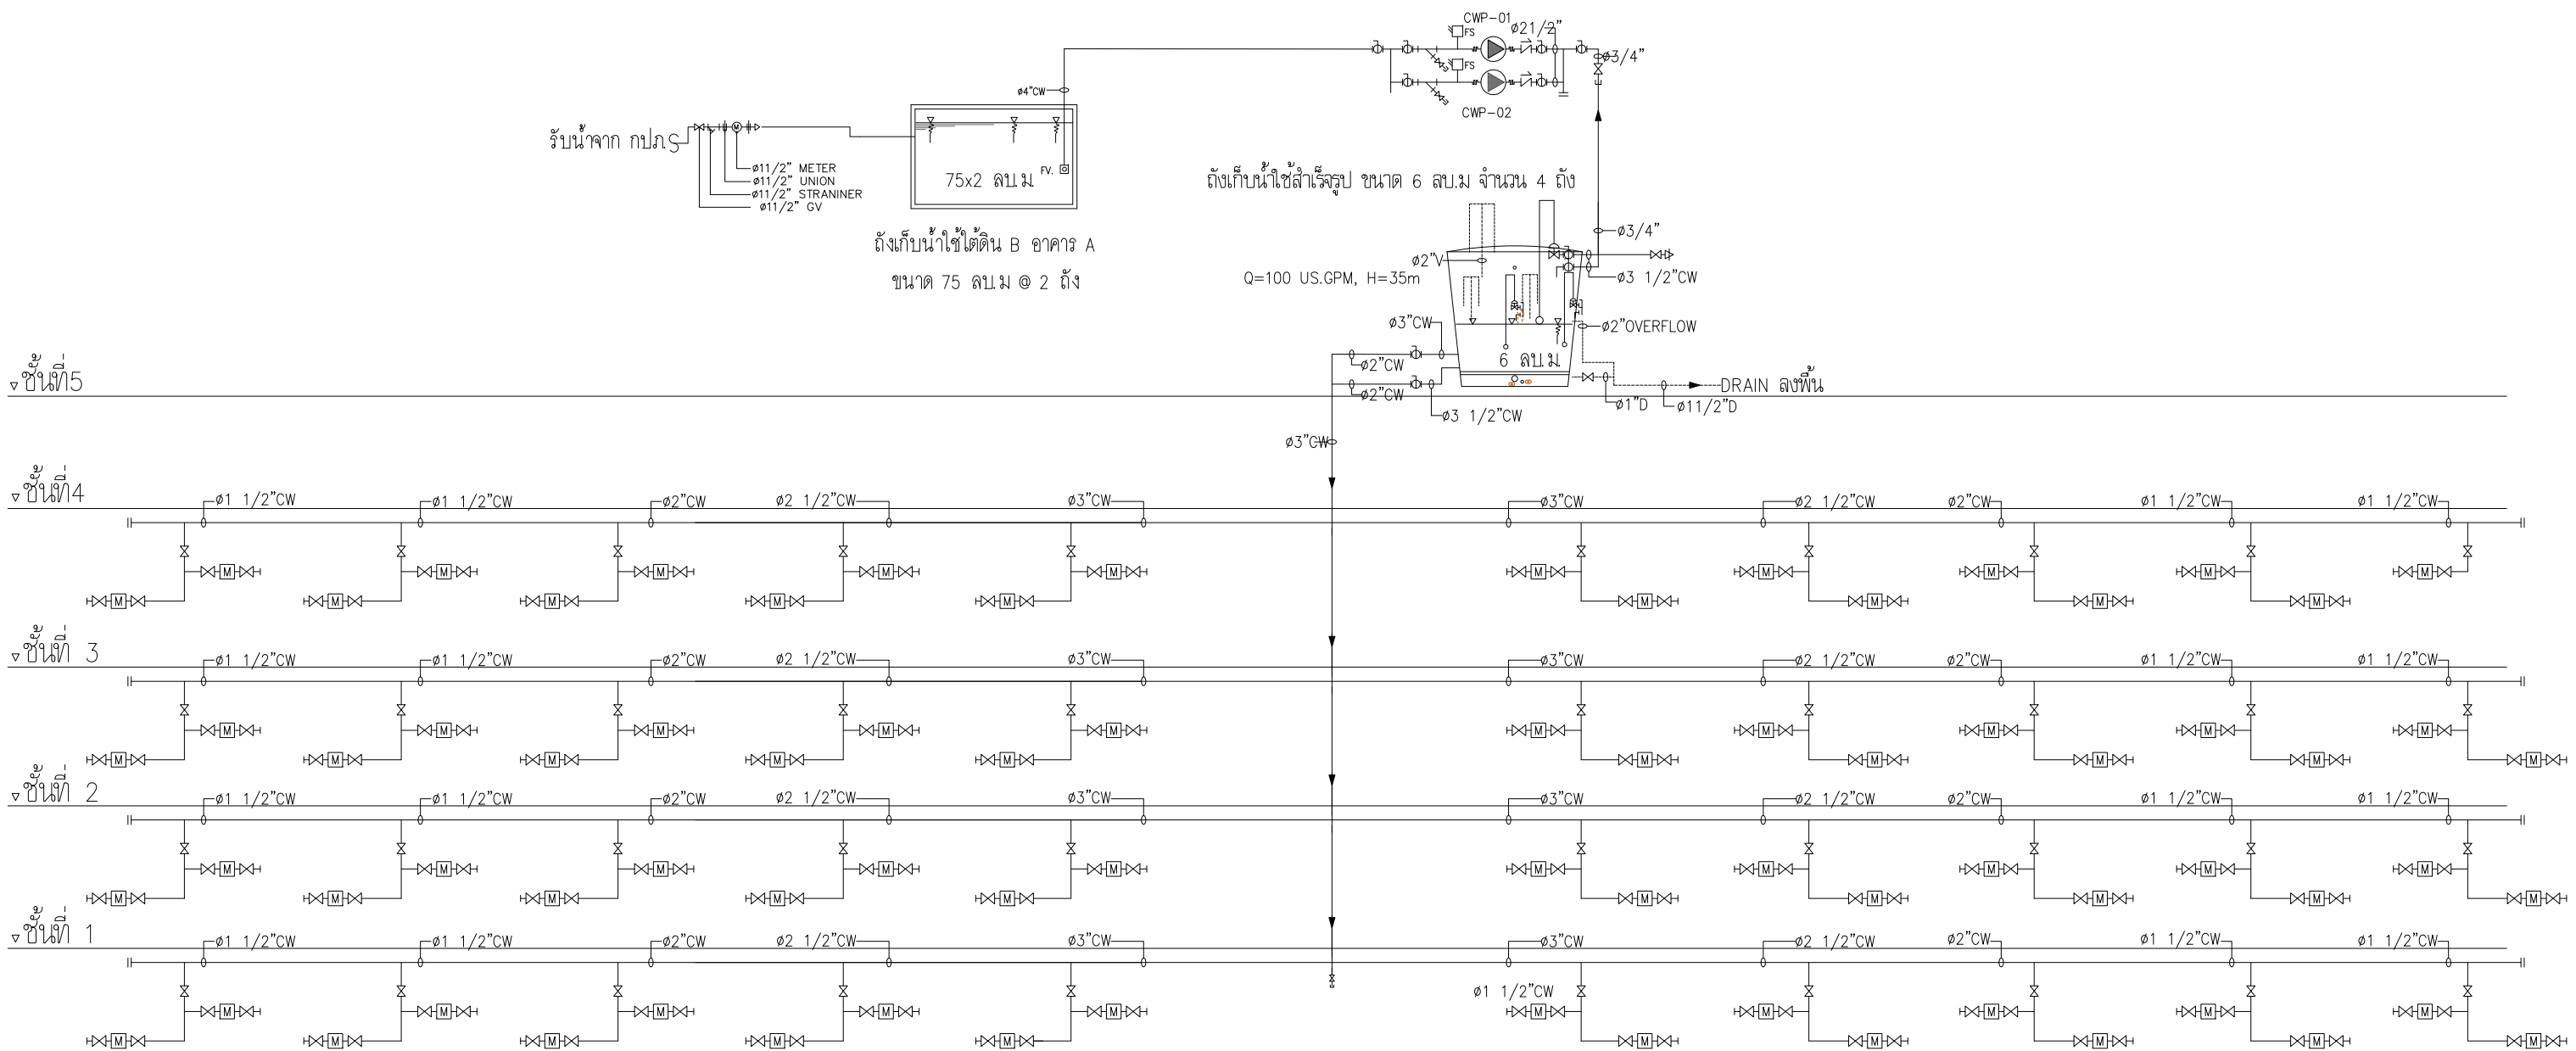 CWP-01
ø21/2"
FS
ø3/4"
FS
CWP-02
ø4"CW
รับน้ำจาก กปภ.
S
M
FV.
75x2 ลบ.ม.
ø11/2" METER
ø11/2" UNION
ø11/2" STRANINER
ø11/2" GV
ถังเก็บน้ำใช้สำเร็จรูป ขนาด 6 ลบ.ม จำนวน 4 ถัง
ถังเก็บน้ำใช้ใต้ดิน B อาคาร A
ขนาด 75 ลบ.ม @ 2 ถัง
ø3/4"
ø2"V
Q=100 US.GPM, H=35m
ø3 1/2"CW
ø3"CW
ø2"OVERFLOW
6 ลบ.ม.
ø2"CW
ø2"CW
ø3 1/2"CW
DRAIN ลงพื้น
ø1"D
ø11/2"D
ชั้นที่5
ø3"CW
ชั้นที่4
ø1 1/2"CW ø1 1/2"CW ø2"CW ø2 1/2"CW ø3"CW ø3"CW ø2 1/2"CW ø2"CW ø1 1/2"CW ø1 1/2"CW
M M M M M M M M M M
M M M M M M M M M
ชั้นที่ 3
ø1 1/2"CW ø1 1/2"CW ø2"CW ø2 1/2"CW ø3"CW ø3"CW ø2 1/2"CW ø2"CW ø1 1/2"CW ø1 1/2"CW
M M M M M M M M M M
M M M M M M M M M M
ชั้นที่ 2
ø1 1/2"CW ø1 1/2"CW ø2"CW ø2 1/2"CW ø3"CW ø3"CW ø2 1/2"CW ø2"CW ø1 1/2"CW ø1 1/2"CW
M M M M M M M M M M
M M M M M M M M M M
ชั้นที่ 1
ø1 1/2"CW ø1 1/2"CW ø2"CW ø2 1/2"CW ø3"CW ø3"CW ø2 1/2"CW ø2"CW ø1 1/2"CW ø1 1/2"CW
ø1 1/2"CW
M M M M M M M M M M
M M M M M M M M M M